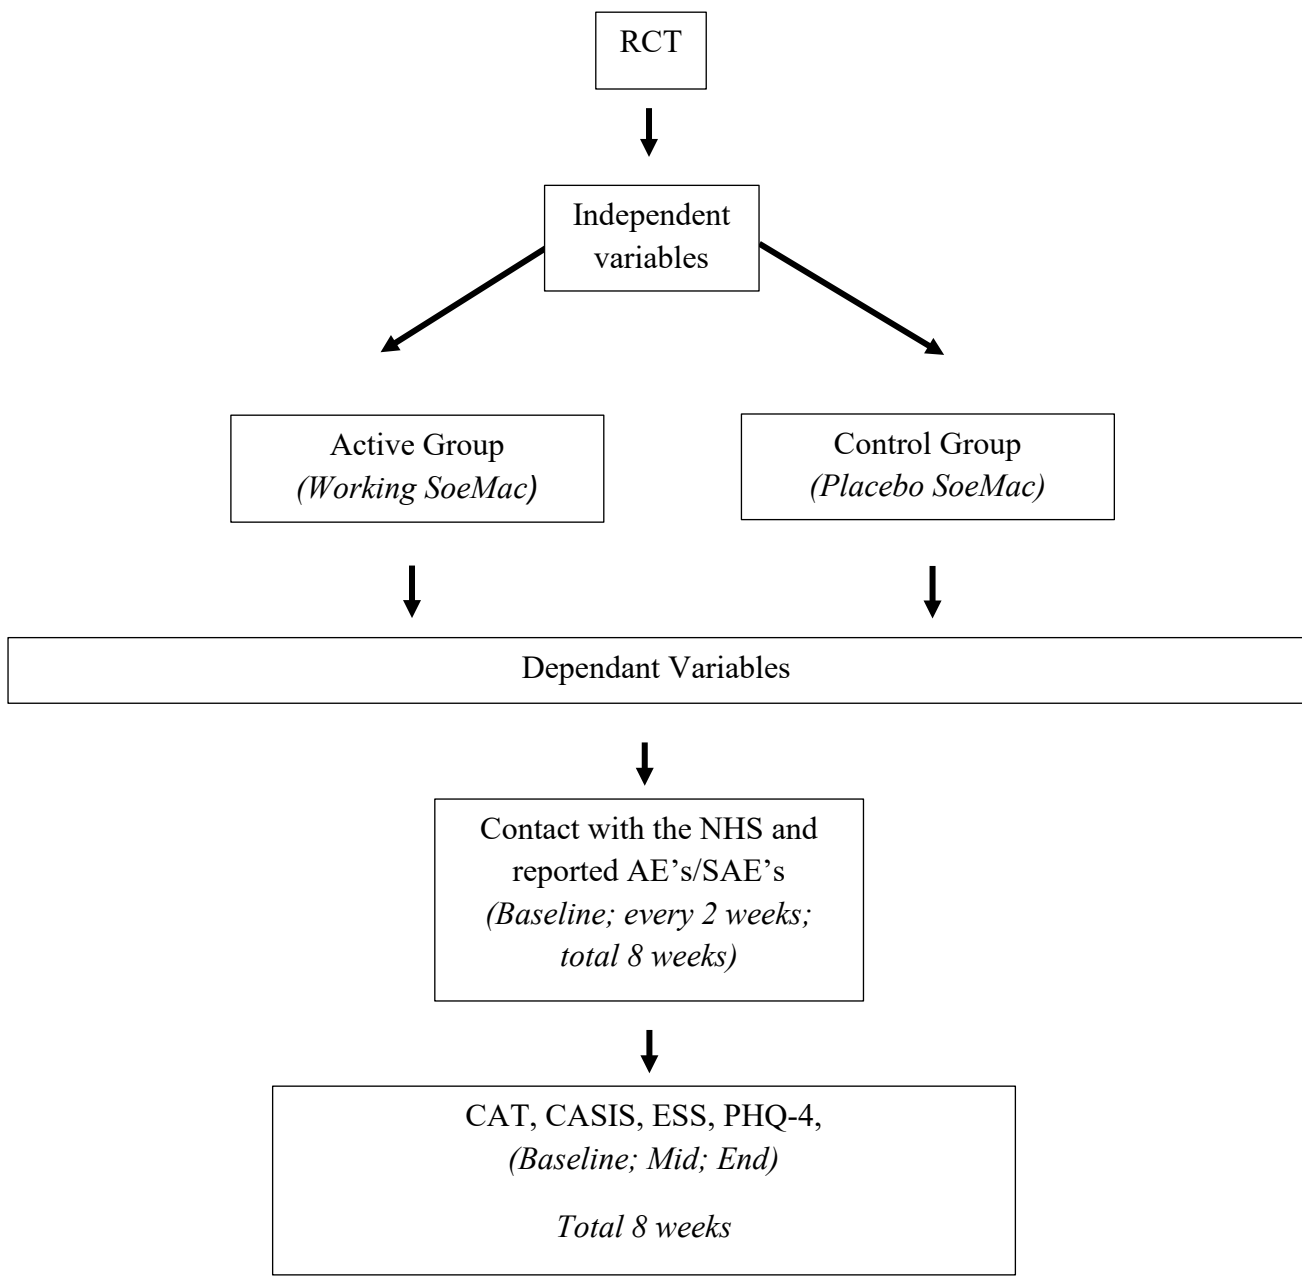 RCT
Independent
variables
Active Group
(Working SoeMac)
Control Group
(Placebo SoeMac)
Dependant Variables
Contact with the NHS and
reported AE’s/SAE’s
(Baseline; every 2 weeks;
total 8 weeks)
CAT, CASIS, ESS, PHQ-4,
(Baseline; Mid; End)
Total 8 weeks